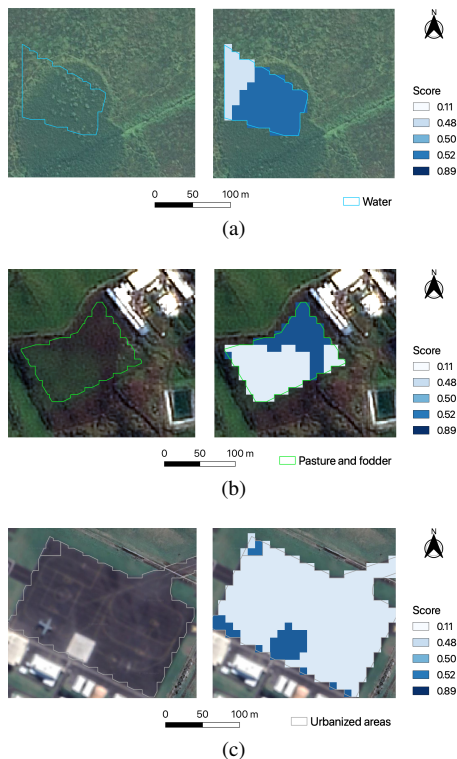 N
Score
0.11
0.48
0.50
0.52
0.89
0 50 100 m
Water
(a)
N
Score
0.11
0.48
0.50
0.52
0.89
0 50 100 m
Pasture and fodder
(b)
N
Score
0.11
0.48
0.50
0.52
0.89
0 50 100 m
Urbanized areas
(c)